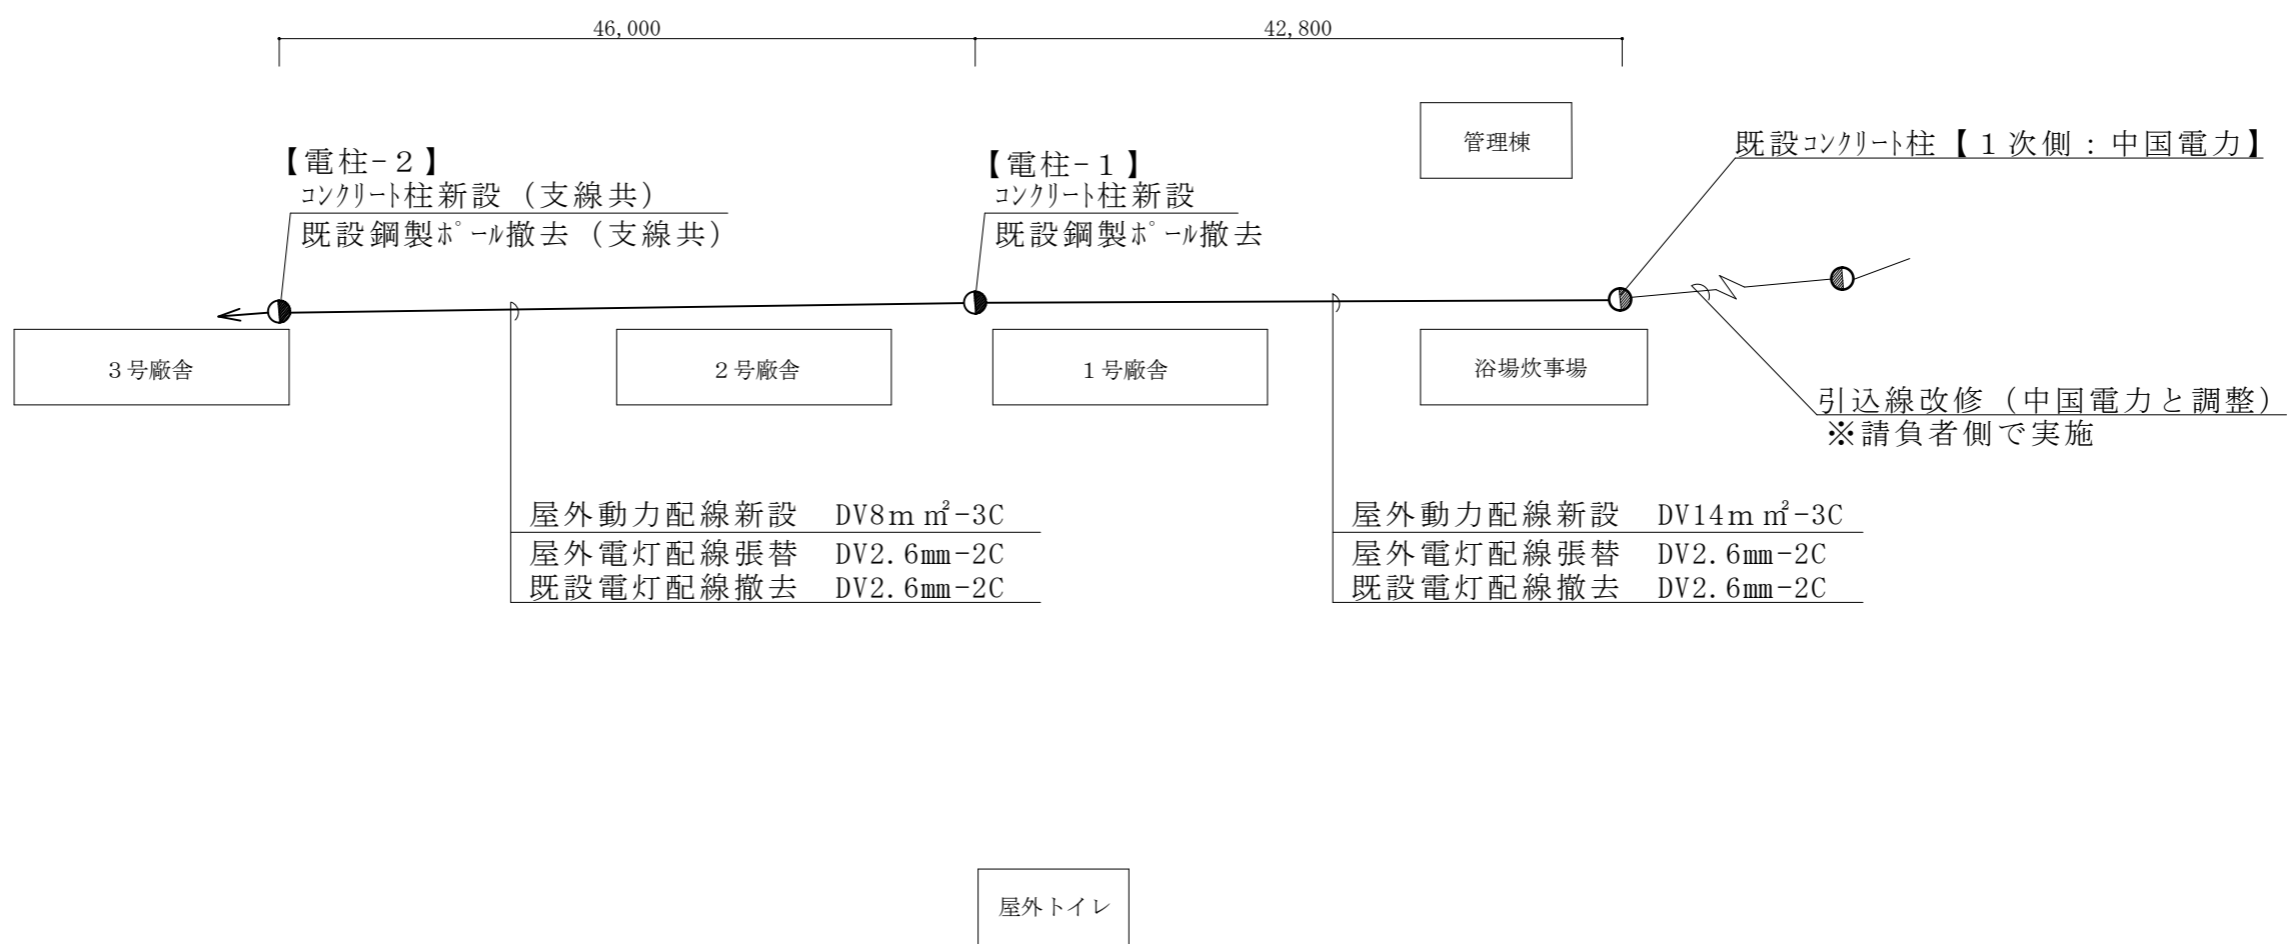 46,000
42,800
管理棟
既設ｺﾝｸﾘｰﾄ柱【１次側：中国電力】
【電柱-２】
ｺﾝｸﾘｰﾄ柱新設（支線共）
既設鋼製ﾎﾟｰﾙ撤去（支線共）
【電柱-１】
ｺﾝｸﾘｰﾄ柱新設
既設鋼製ﾎﾟｰﾙ撤去
３号廠舎
２号廠舎
１号廠舎
浴場炊事場
引込線改修（中国電力と調整）
※請負者側で実施
屋外動力配線新設　DV8ｍ㎡-3C
屋外電灯配線張替　DV2.6㎜-2C
既設電灯配線撤去　DV2.6㎜-2C
屋外動力配線新設　DV14ｍ㎡-3C
屋外電灯配線張替　DV2.6㎜-2C
既設電灯配線撤去　DV2.6㎜-2C
屋外トイレ